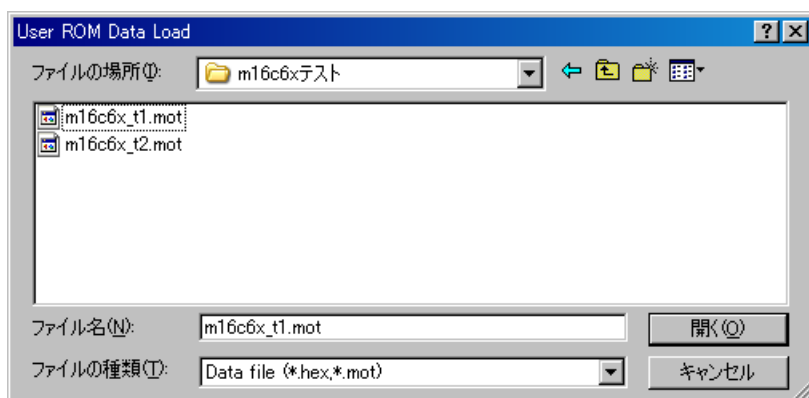 User ROM Data Load
ファイルの場所(I): m16c6xテスト
m16c6x_t1.mot
m16c6x_t2.mot
ファイル名(N): m16c6x_t1.mot 開く(O)
ファイルの種類(T): Data file (*.hex,*.mot) キャンセル